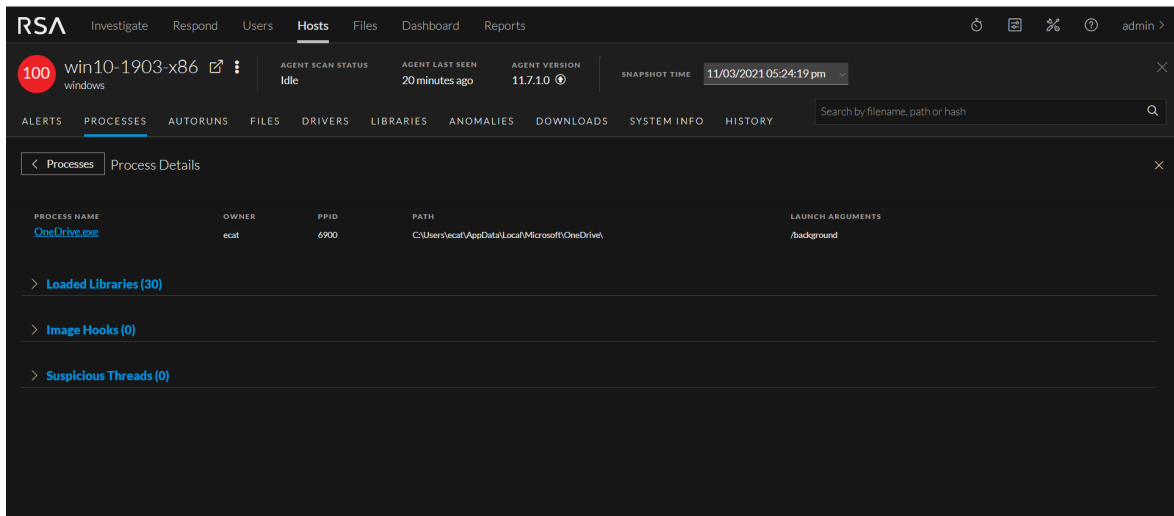 RSA Investigate Respond Users Hosts Files Dashboard Reports admin >
100 win10-1903-x86 AGENT SCAN STATUS AGENT LAST SEEN AGENT VERSION SNAPSHOT TIME 11/03/2021 05:24:19 pm
windows Idle 20 minutes ago 11.7.1.0
ALERTS PROCESSES AUTORUNS FILES DRIVERS LIBRARIES ANOMALIES DOWNLOADS SYSTEM INFO HISTORY Search by filename, path or hash
< Processes Process Details
PROCESS NAME OWNER PPID PATH LAUNCH ARGUMENTS
OneDrive.exe ecat 6900 C:\Users\ecat\AppData\Local\Microsoft\OneDrive\ /background
> Loaded Libraries (30)
> Image Hooks (0)
> Suspicious Threads (0)